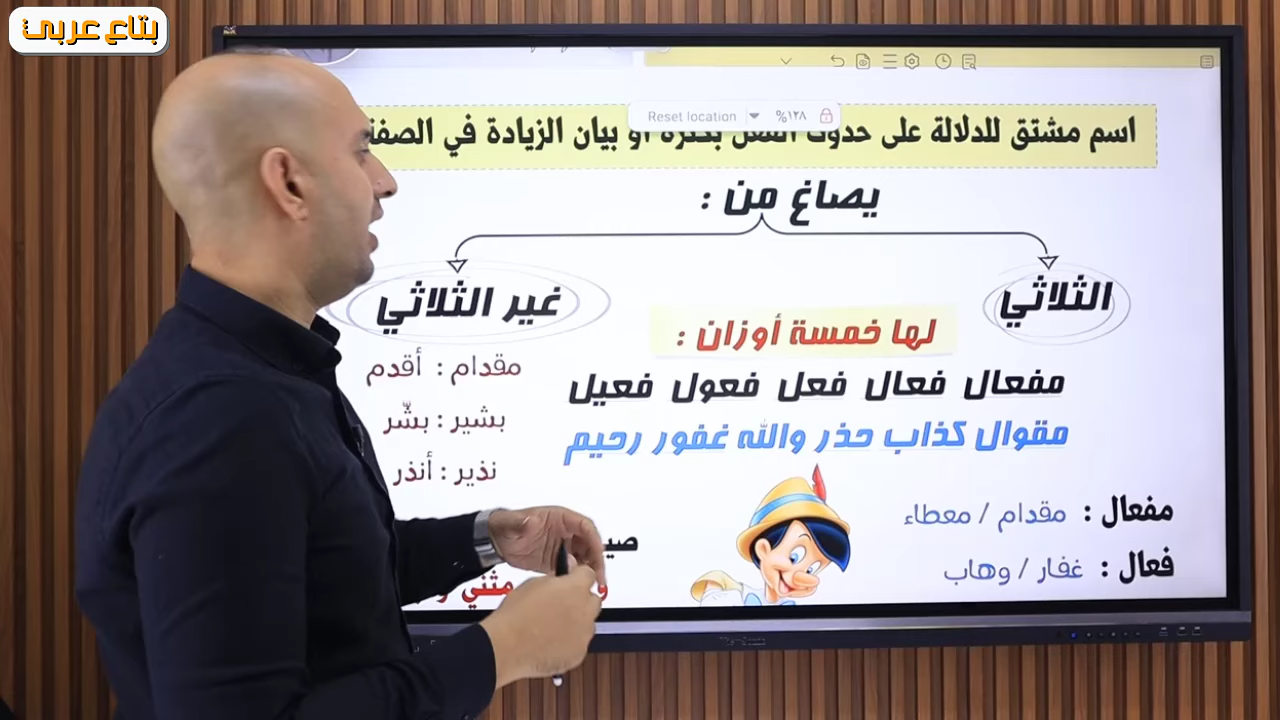 بتاع عربي
Reset location %١٢٨
اسم مشتق للدلالة على حدوث الفعل بكثرة أو بيان الزيادة في
يصاغ من :
الثلاثي
غير الثلاثي
لها خمسة أوزان :
مفعال فعال فعل فعول فعيل
مقوال كذاب حذر والله غفور رحيم
مقدام : أقدم
بشير : بشّر
نذير : أنذر
مفعال : مقدام / معطاء
فعال : غفار / وهاب
مثني